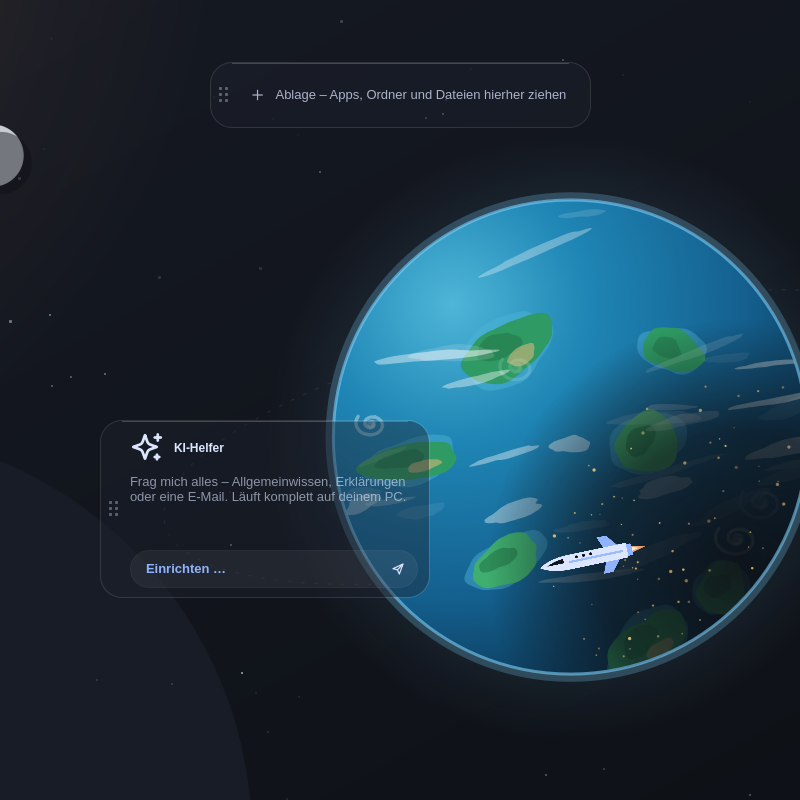 Ablage – Apps, Ordner und Dateien hierher ziehen
KI-Helfer
Frag mich alles – Allgemeinwissen, Erklärungen
oder eine E-Mail. Läuft komplett auf deinem PC.
Einrichten …